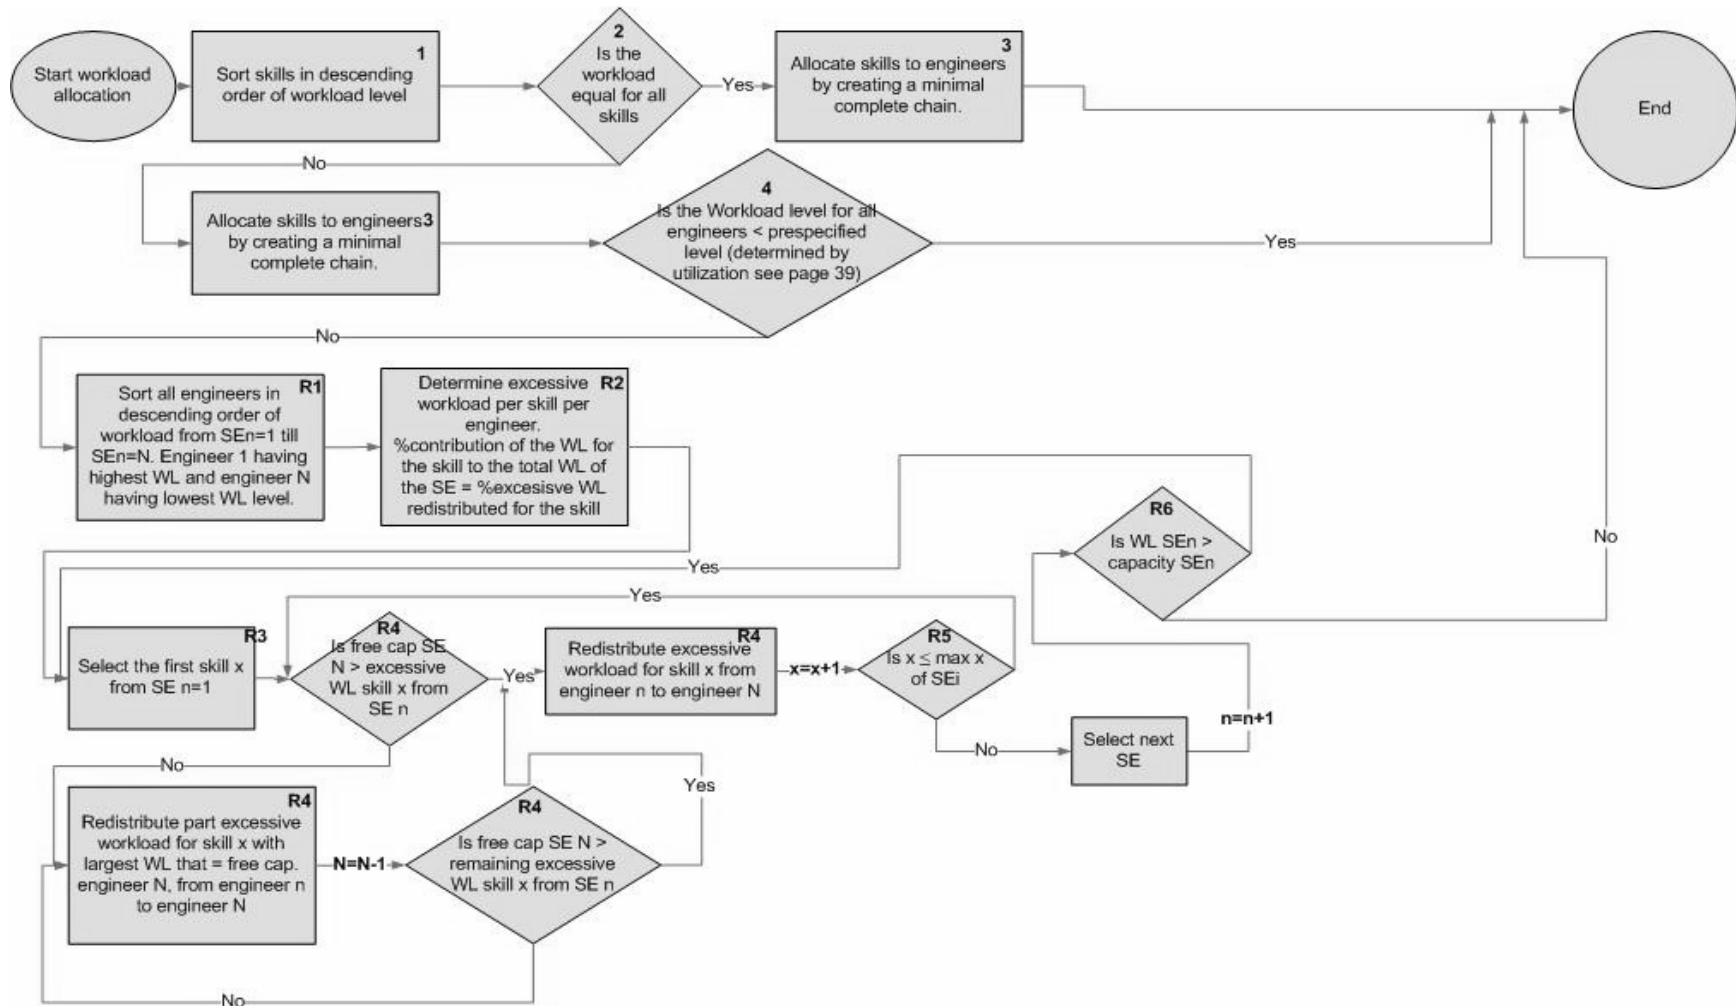 Start workload
allocation
1
Sort skills in descending
order of workload level
2
Is the
workload
equal for all
skills
Yes
3
Allocate skills to engineers
by creating a minimal
complete chain.
End
No
Allocate skills to engineers 3
by creating a minimal
complete chain.
4
Is the Workload level for all
engineers < prespecified
level (determined by
utilization see page 39)
Yes
No
R1
Sort all engineers in
descending order of
workload from SEn=1 till
SEn=N. Engineer 1 having
highest WL and engineer N
having lowest WL level.
Determine excessive R2
workload per skill per
engineer.
%contribution of the WL for
the skill to the total WL of
the SE = %excesisve WL
redistributed for the skill
R6
Is WL SEn >
capacity SEn
No
Yes
Yes
R3
Select the first skill x
from SE n=1
R4
Is free cap SE
N > excessive
WL skill x from
SE n
Yes
R4
Redistribute excessive
workload for skill x from
engineer n to engineer N
x=x+1
R5
Is x ≤ max x
of SEi
No
Select next
SE
n=n+1
No
R4
Redistribute part excessive
workload for skill x with
largest WL that = free cap.
engineer N, from engineer n
to engineer N
N=N-1
R4
Is free cap SE N >
remaining excessive
WL skill x from SE n
Yes
No